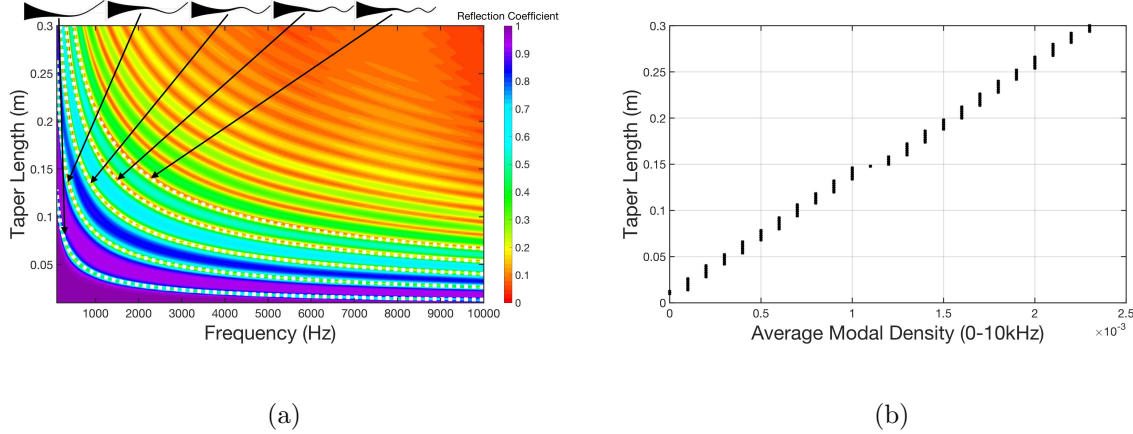 Reflection Coefficient
0.3
0.25
0.2
0.15
0.1
0.05
Taper Length (m)
1000 2000 3000 4000 5000 6000 7000 8000 9000 10000
Frequency (Hz)
1
0.9
0.8
0.7
0.6
0.5
0.4
0.3
0.2
0.1
0
(a)
0.3
0.25
0.2
0.15
0.1
0.05
0
Taper Length (m)
0 0.5 1 1.5 2 2.5
×10⁻³
Average Modal Density (0-10kHz)
(b)